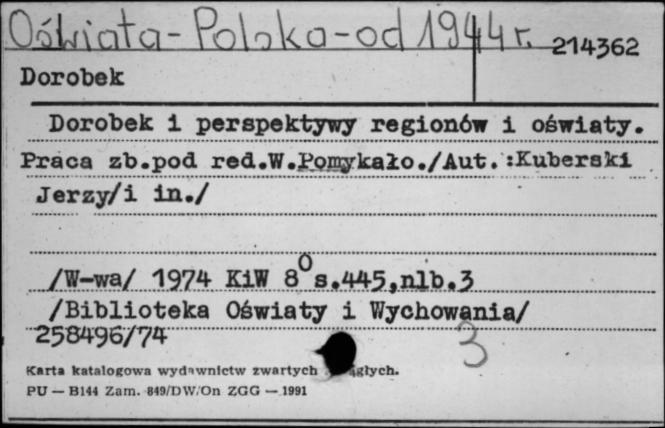 Oświata - Polska - od 1944 r. 214362
Dorobek
Dorobek i perspektywy regionów i oświaty.
Praca zb.pod red.W.Pomykało./Aut.:Kuberski
Jerzy/i in./
/W-wa/ 1974 KiW 8° s.445,nlb.3
/Biblioteka Oświaty i Wychowania/
258496/74
3
Karta katalogowa wydawnictw zwartych
PU — B144 Zam. 849/DW/On ZGG — 1991